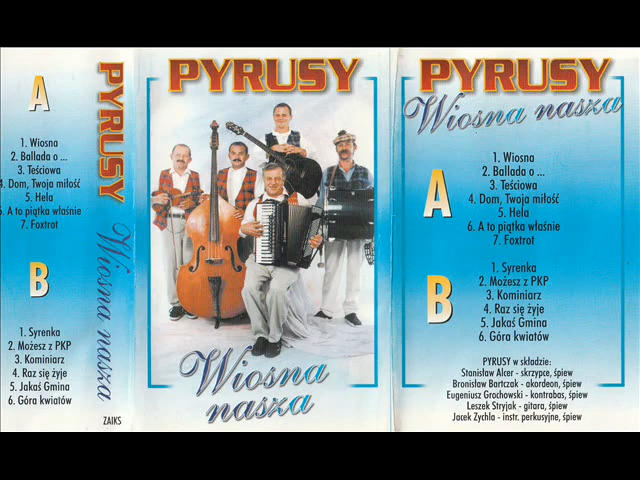 A
1. Wiosna
2. Ballada o ...
3. Teściowa
4. Dom, Twoja miłość
5. Hela
6. A to piątka właśnie
7. Foxtrot
B
1. Syrenka
2. Możesz z PKP
3. Kominiarz
4. Raz się żyje
5. Jakaś Gmina
6. Góra kwiatów
ZAIKS
PYRUSY Wiosna nasza
PYRUSY
Wiosna
nasza
PYRUSY
Wiosna nasza
A
1. Wiosna
2. Ballada o ...
3. Teściowa
4. Dom, Twoja miłość
5. Hela
6. A to piątka właśnie
7. Foxtrot
B
1. Syrenka
2. Możesz z PKP
3. Kominiarz
4. Raz się żyje
5. Jakaś Gmina
6. Góra kwiatów
PYRUSY w składzie:
Stanisław Alcer - skrzypce, śpiew
Bronisław Bartczak - akordeon, śpiew
Eugeniusz Grochowski - kontrabas, śpiew
Leszek Stryjak - gitara, śpiew
Jacek Zychla - instr. perkusyjne, śpiew